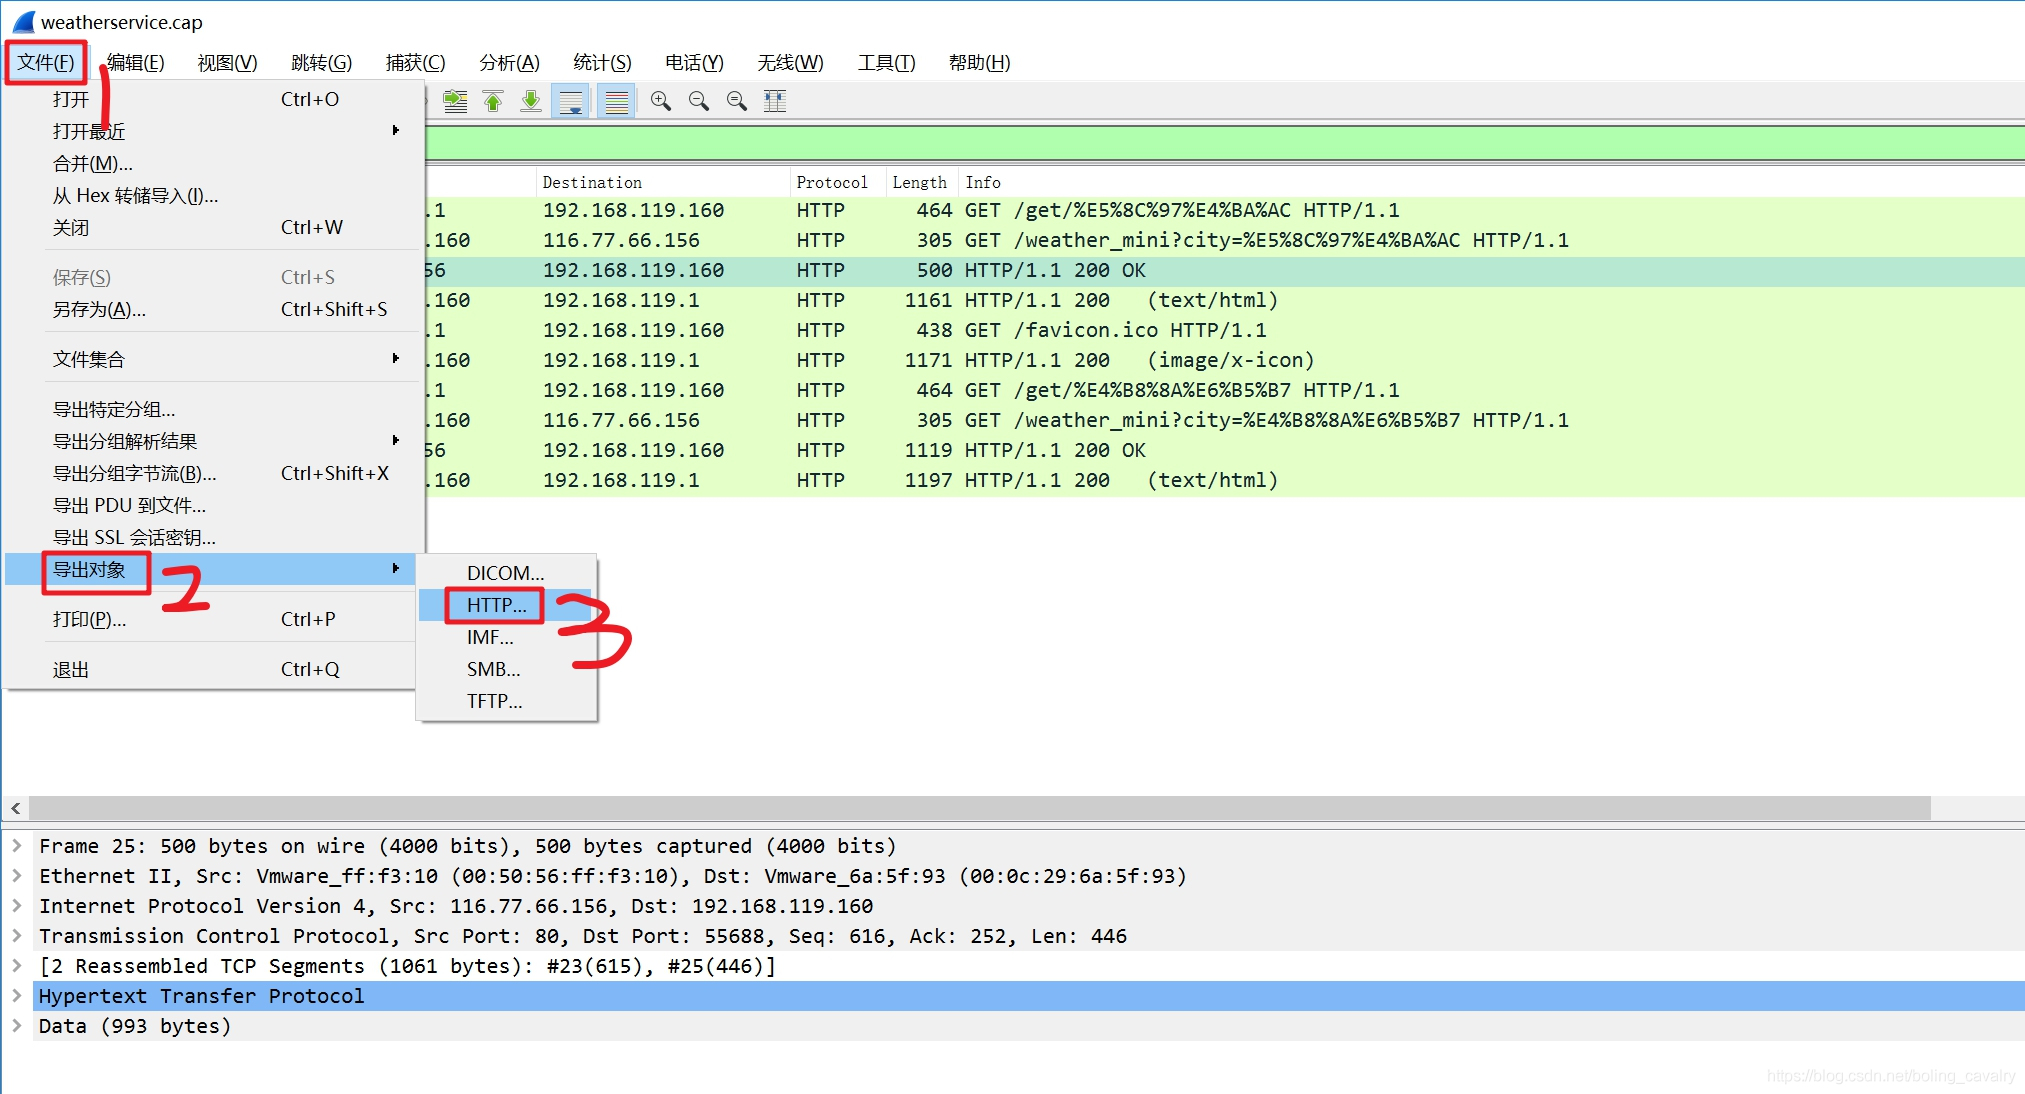 weatherservice.cap
文件(F) 编辑(E) 视图(V) 跳转(G) 捕获(C) 分析(A) 统计(S) 电话(Y) 无线(W) 工具(T) 帮助(H)
1
打开 Ctrl+O
打开最近
合并(M)...
从 Hex 转储导入(I)...
关闭 Ctrl+W
保存(S) Ctrl+S
另存为(A)... Ctrl+Shift+S
文件集合
导出特定分组...
导出分组解析结果
导出分组字节流(B)... Ctrl+Shift+X
导出 PDU 到文件...
导出 SSL 会话密钥...
导出对象 2
打印(P)... Ctrl+P
退出 Ctrl+Q
DICOM...
HTTP... 3
IMF...
SMB...
TFTP...
Destination Protocol Length Info
.1 192.168.119.160 HTTP 464 GET /get/%E5%8C%97%E4%BA%AC HTTP/1.1
.160 116.77.66.156 HTTP 305 GET /weather_mini?city=%E5%8C%97%E4%BA%AC HTTP/1.1
56 192.168.119.160 HTTP 500 HTTP/1.1 200 OK
.160 192.168.119.1 HTTP 1161 HTTP/1.1 200 (text/html)
.1 192.168.119.160 HTTP 438 GET /favicon.ico HTTP/1.1
.160 192.168.119.1 HTTP 1171 HTTP/1.1 200 (image/x-icon)
.1 192.168.119.160 HTTP 464 GET /get/%E4%B8%8A%E6%B5%B7 HTTP/1.1
.160 116.77.66.156 HTTP 305 GET /weather_mini?city=%E4%B8%8A%E6%B5%B7 HTTP/1.1
56 192.168.119.160 HTTP 1119 HTTP/1.1 200 OK
.160 192.168.119.1 HTTP 1197 HTTP/1.1 200 (text/html)
Frame 25: 500 bytes on wire (4000 bits), 500 bytes captured (4000 bits)
Ethernet II, Src: Vmware_ff:f3:10 (00:50:56:ff:f3:10), Dst: Vmware_6a:5f:93 (00:0c:29:6a:5f:93)
Internet Protocol Version 4, Src: 116.77.66.156, Dst: 192.168.119.160
Transmission Control Protocol, Src Port: 80, Dst Port: 55688, Seq: 616, Ack: 252, Len: 446
[2 Reassembled TCP Segments (1061 bytes): #23(615), #25(446)]
Hypertext Transfer Protocol
Data (993 bytes)
https://blog.csdn.net/boling_cavalry